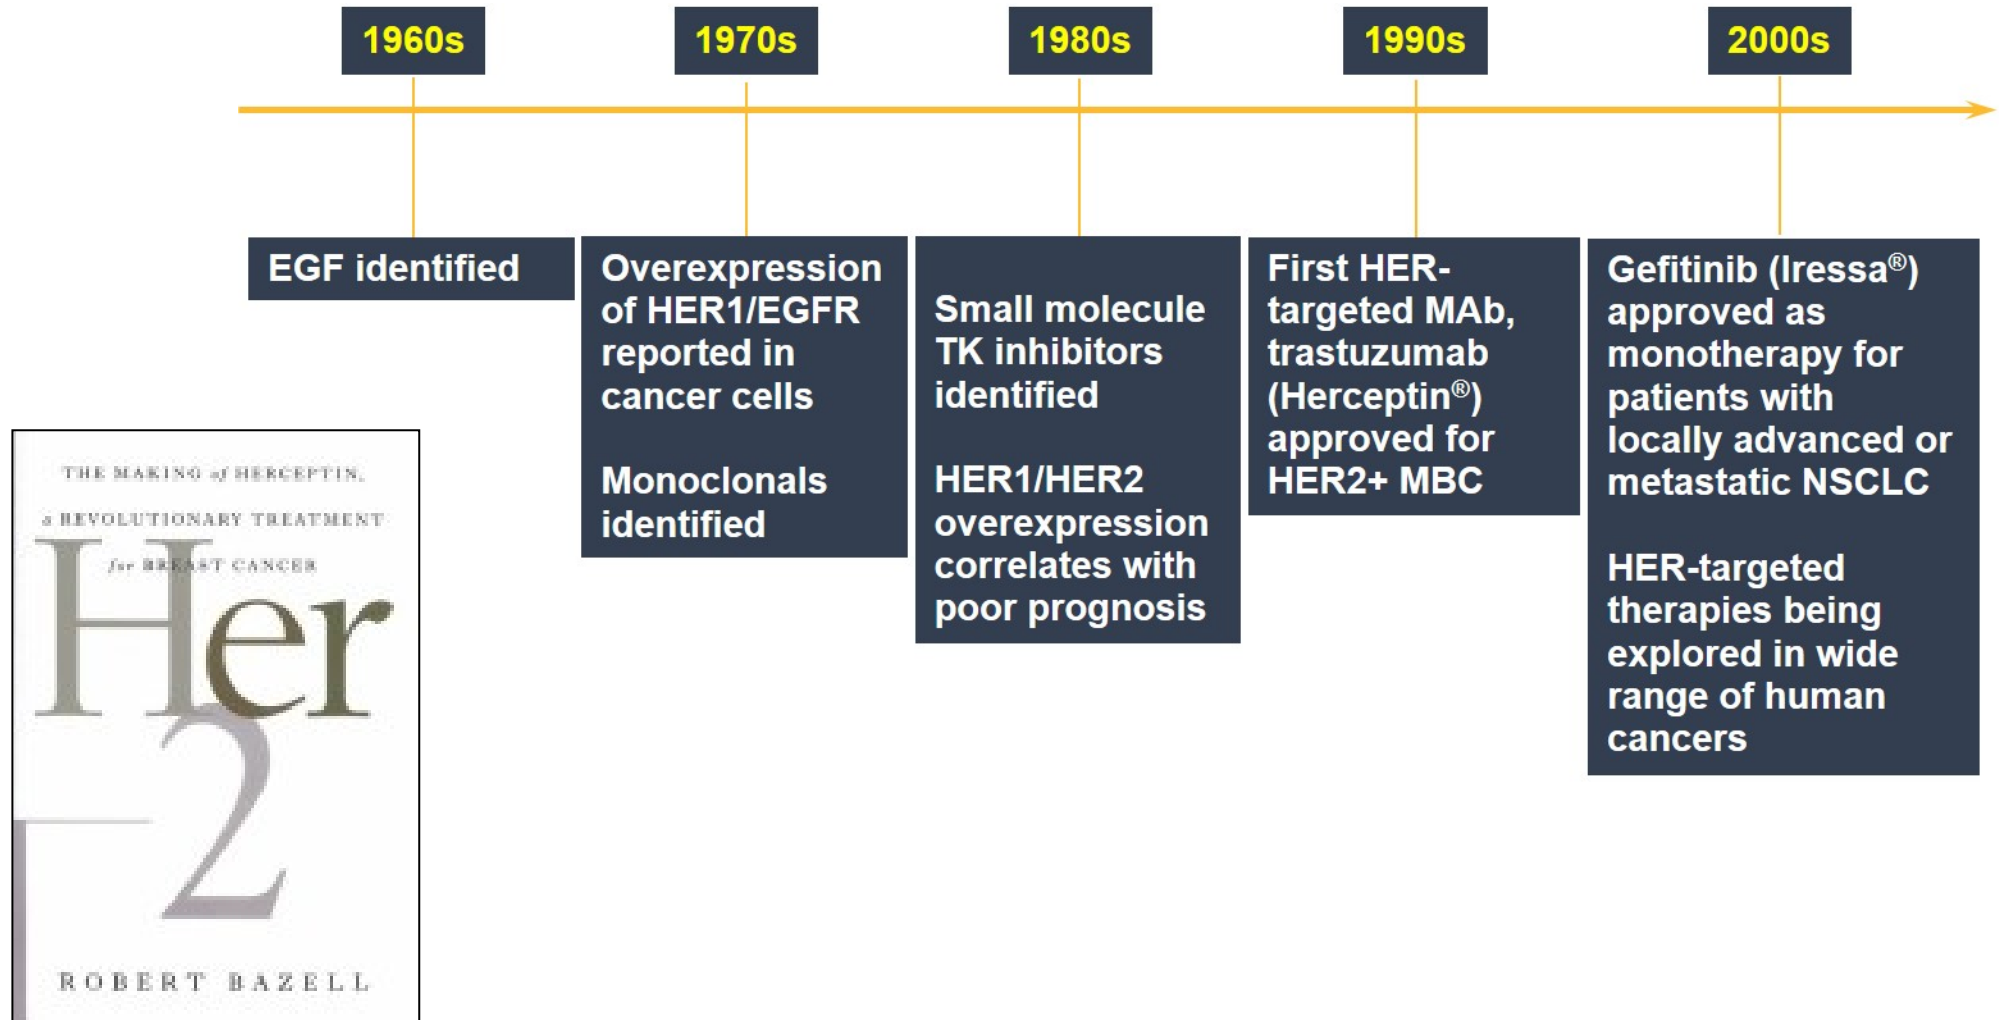 1960s
1970s
1980s
1990s
2000s
EGF identified
Overexpression
of HER1/EGFR
reported in
cancer cells
Monoclonals
identified
Small molecule
TK inhibitors
identified
HER1/HER2
overexpression
correlates with
poor prognosis
First HER-
targeted MAb,
trastuzumab
(Herceptin®)
approved for
HER2+ MBC
Gefitinib (Iressa®)
approved as
monotherapy for
patients with
locally advanced or
metastatic NSCLC
HER-targeted
therapies being
explored in wide
range of human
cancers
THE MAKING of HERCEPTIN,
a REVOLUTIONARY TREATMENT
for BREAST CANCER
Her
2
ROBERT BAZELL